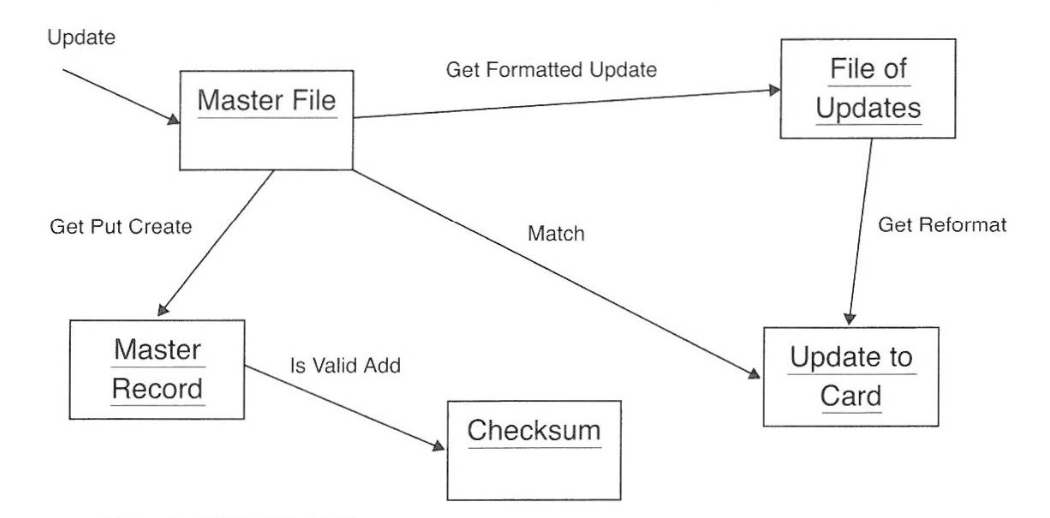 Update
Master File
Get Formatted Update
File of
Updates
Get Put Create
Match
Get Reformat
Master
Record
Is Valid Add
Update to
Card
Checksum